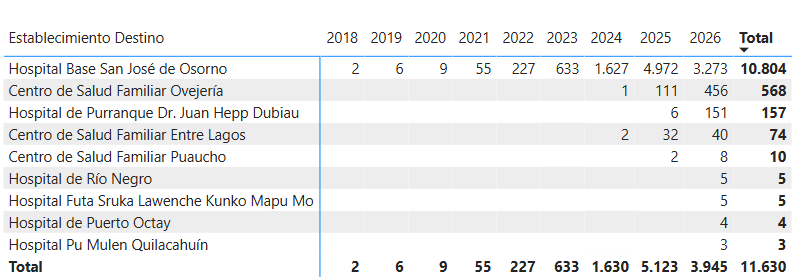 Establecimiento Destino 2018 2019 2020 2021 2022 2023 2024 2025 2026 Total
Hospital Base San José de Osorno 2 6 9 55 227 633 1.627 4.972 3.273 10.804
Centro de Salud Familiar Ovejería 1 111 456 568
Hospital de Purranque Dr. Juan Hepp Dubiau 6 151 157
Centro de Salud Familiar Entre Lagos 2 32 40 74
Centro de Salud Familiar Puaucho 2 8 10
Hospital de Río Negro 5 5
Hospital Futa Sruka Lawenche Kunko Mapu Mo 5 5
Hospital de Puerto Octay 4 4
Hospital Pu Mulen Quilacahuín 3 3
Total 2 6 9 55 227 633 1.630 5.123 3.945 11.630